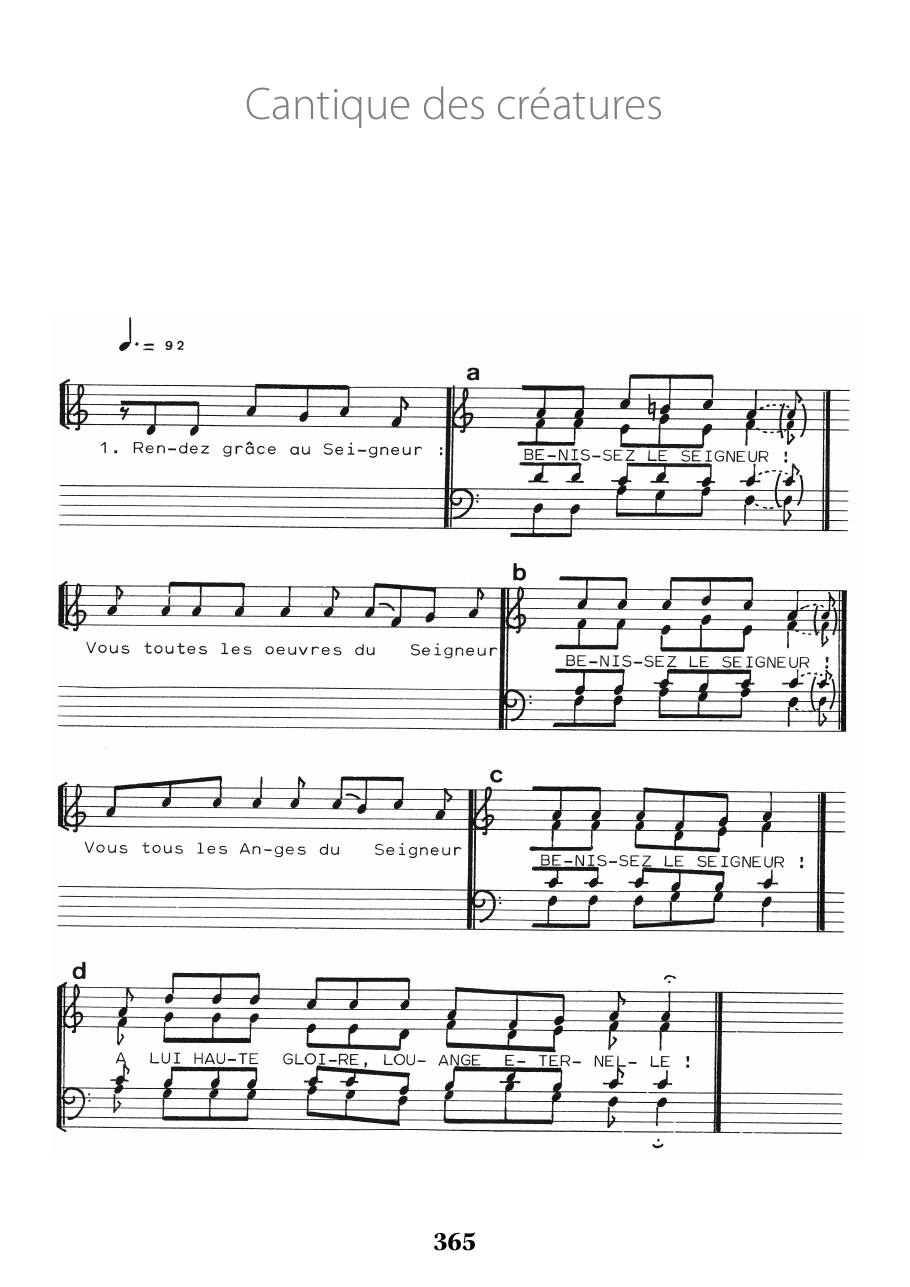 Cantique des créatures
♩. = 92
a
1. Ren-dez grâce au Sei-gneur :
BE-NIS-SEZ LE SEIGNEUR !
b
Vous toutes les oeuvres du Seigneur
BE-NIS-SEZ LE SEIGNEUR !
c
Vous tous les An-ges du Seigneur
BE-NIS-SEZ LE SEIGNEUR !
d
A LUI HAU-TE GLOI-RE, LOU- ANGE E- TER- NEL- LE !
365